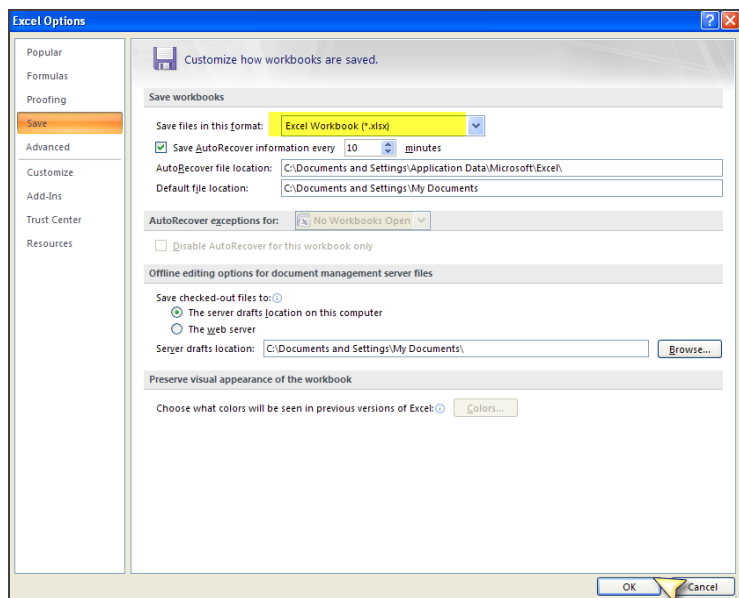 Excel Options
Popular
Formulas
Proofing
Save
Advanced
Customize
Add-Ins
Trust Center
Resources
Customize how workbooks are saved.
Save workbooks
Save files in this format: Excel Workbook (*.xlsx)
Save AutoRecover information every 10 minutes
AutoRecover file location: C:\Documents and Settings\Application Data\Microsoft\Excel\
Default file location: C:\Documents and Settings\My Documents
AutoRecover exceptions for: No Workbooks Open
Disable AutoRecover for this workbook only
Offline editing options for document management server files
Save checked-out files to:
The server drafts location on this computer
The web server
Server drafts location: C:\Documents and Settings\My Documents\ Browse...
Preserve visual appearance of the workbook
Choose what colors will be seen in previous versions of Excel: Colors...
OK Cancel